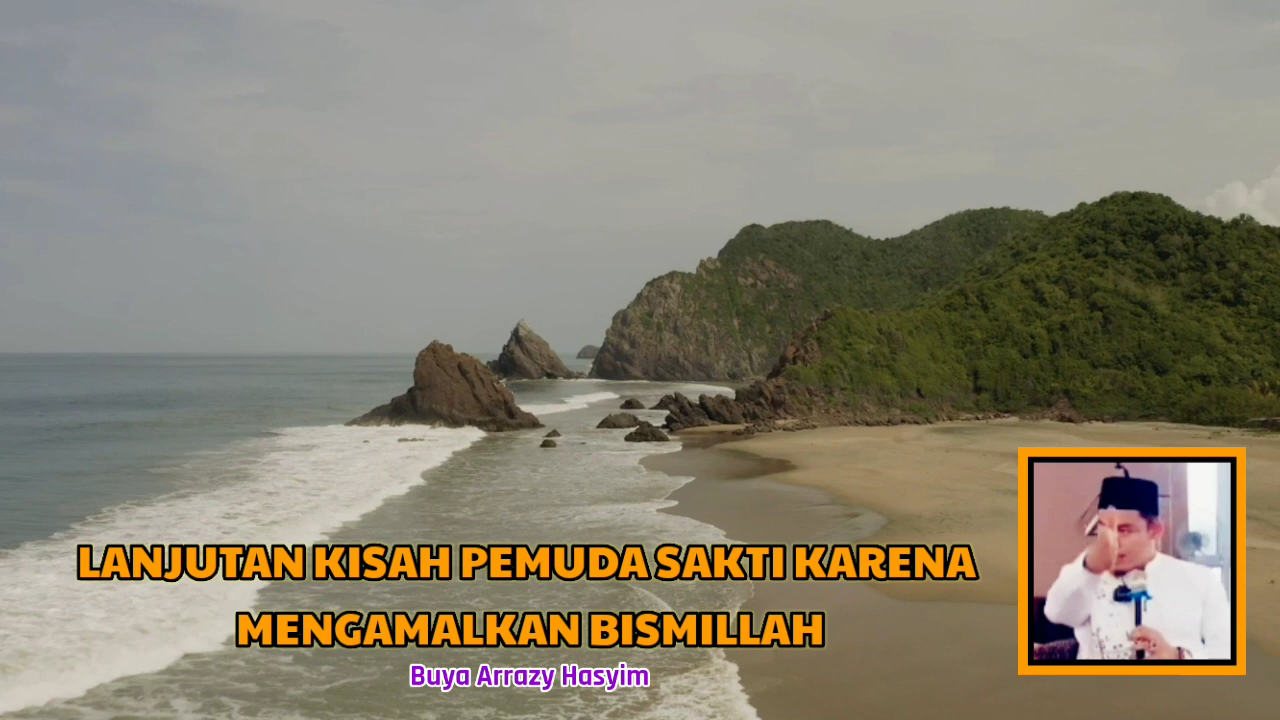 LANJUTAN KISAH PEMUDA SAKTI KARENA
MENGAMALKAN BISMILLAH
Buya Arrazy Hasyim